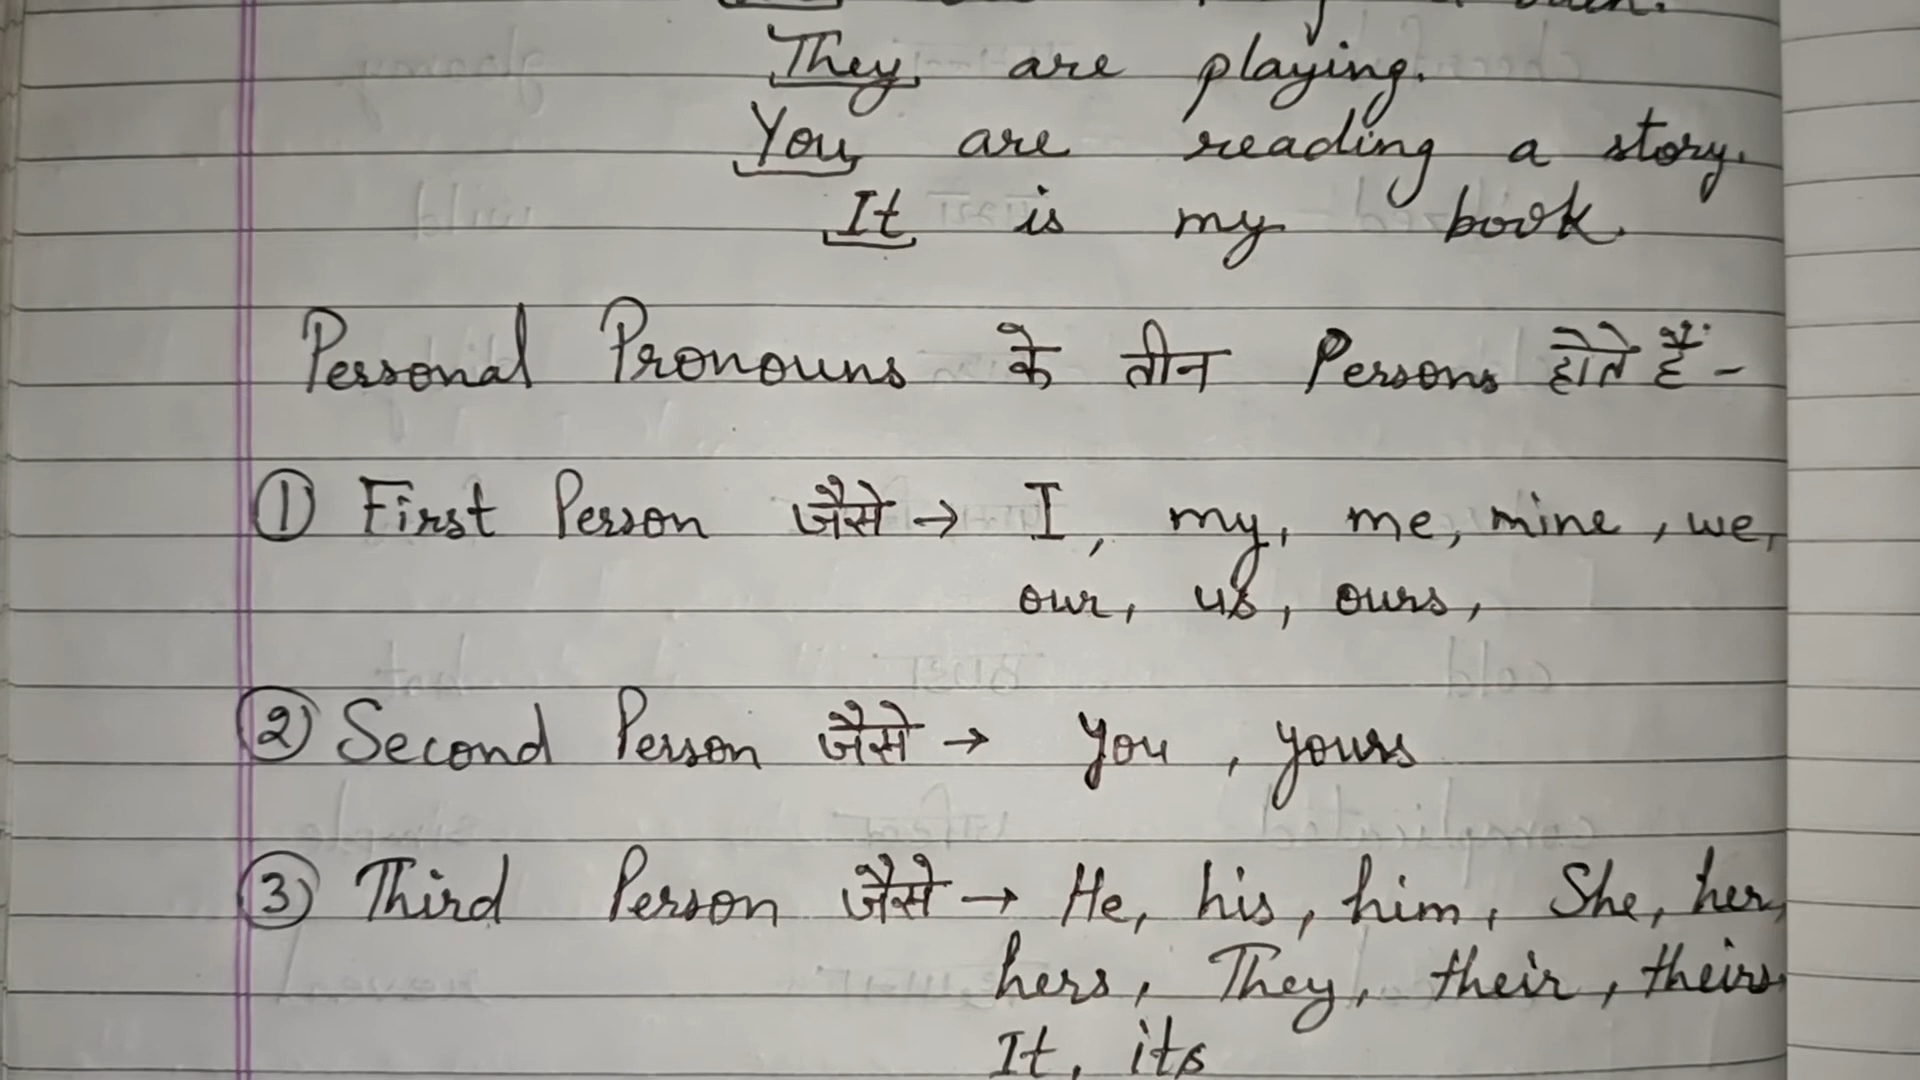 They are playing.
You are reading a story.
It is my book.
Personal Pronouns के तीन Persons होते हैं -
① First Person जैसे → I, my, me, mine, we,
our, us, ours,
② Second Person जैसे → you, yours
③ Third Person जैसे → He, his, him, She, her,
hers, They, their, theirs
It, its